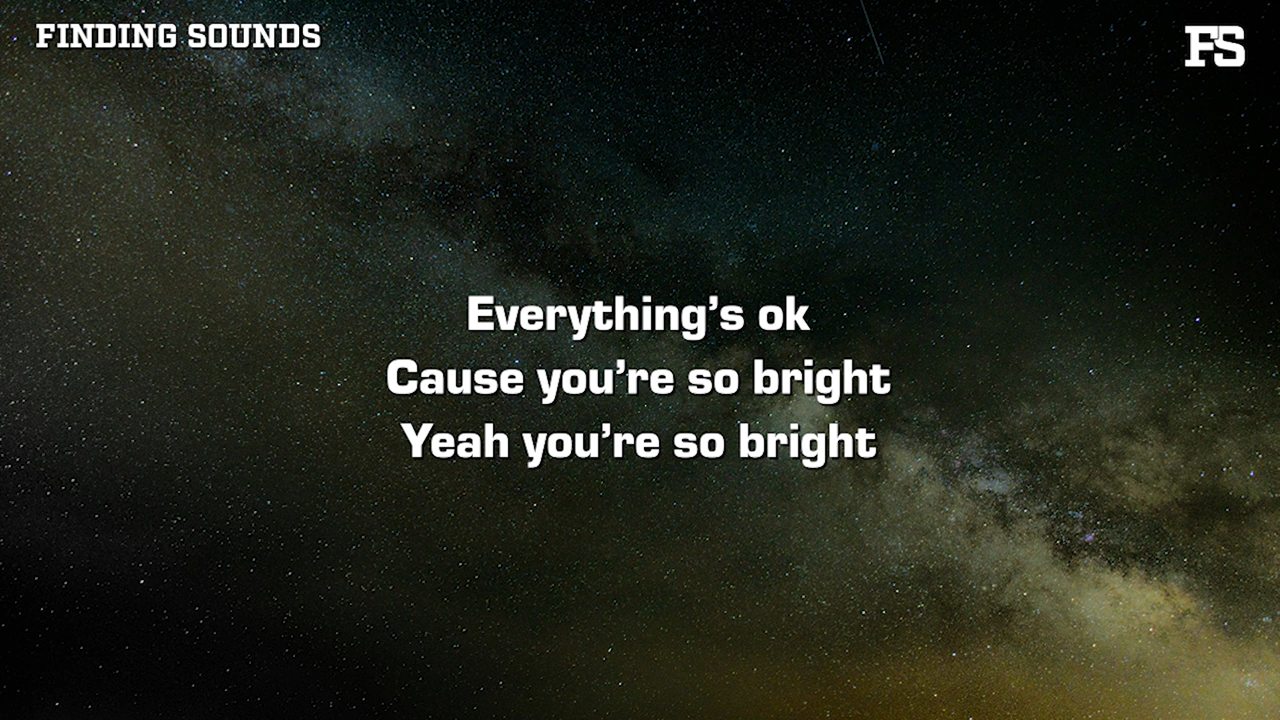 FINDING SOUNDS
FS
Everything’s ok
Cause you’re so bright
Yeah you’re so bright